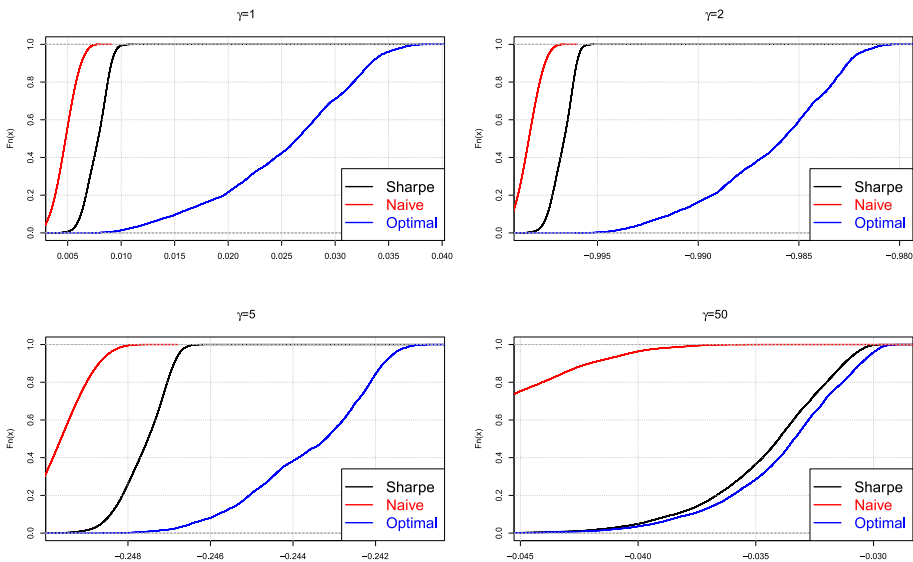 γ=1
Fn(x)
0.0 0.2 0.4 0.6 0.8 1.0
Sharpe
Naive
Optimal
0.005 0.010 0.015 0.020 0.025 0.030 0.035 0.040
γ=2
Fn(x)
0.0 0.2 0.4 0.6 0.8 1.0
Sharpe
Naive
Optimal
−0.995 −0.990 −0.985 −0.980
γ=5
Fn(x)
0.0 0.2 0.4 0.6 0.8 1.0
Sharpe
Naive
Optimal
−0.248 −0.246 −0.244 −0.242
γ=50
Fn(x)
0.0 0.2 0.4 0.6 0.8 1.0
Sharpe
Naive
Optimal
−0.045 −0.040 −0.035 −0.030